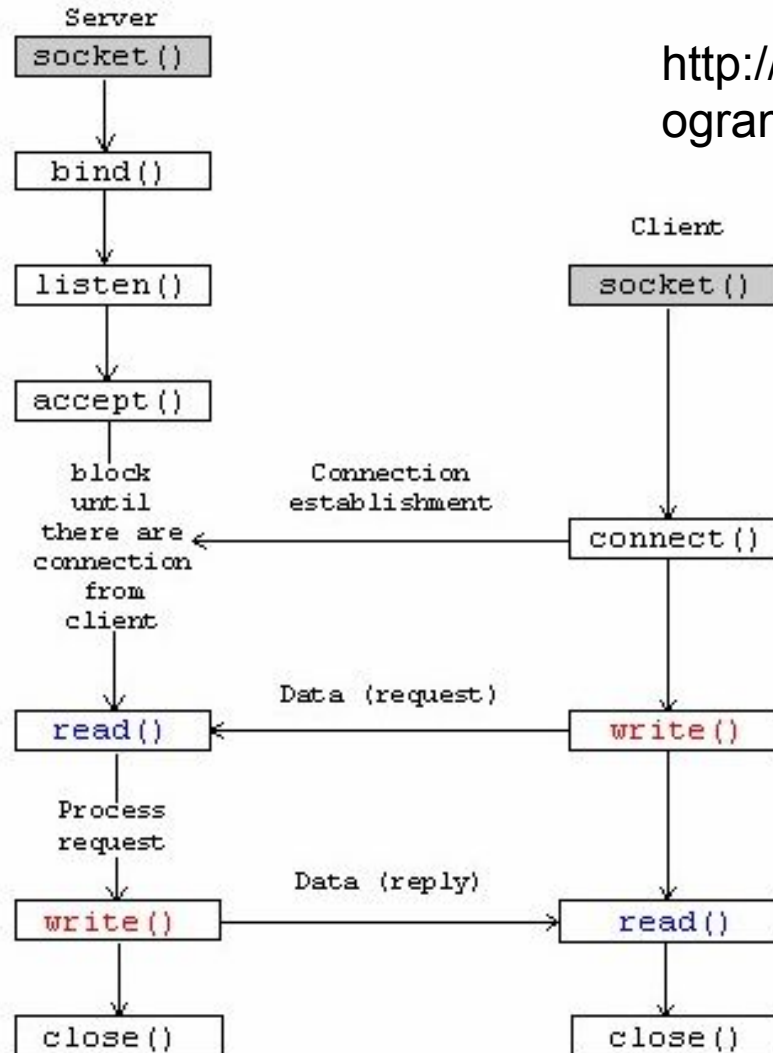 Server
socket()
http://
ogran
bind()
Client
listen()
socket()
accept()
block
until
there are
connection
from
client
Connection
establishment
connect()
Data (request)
read()
write()
Process
request
Data (reply)
write()
read()
close()
close()